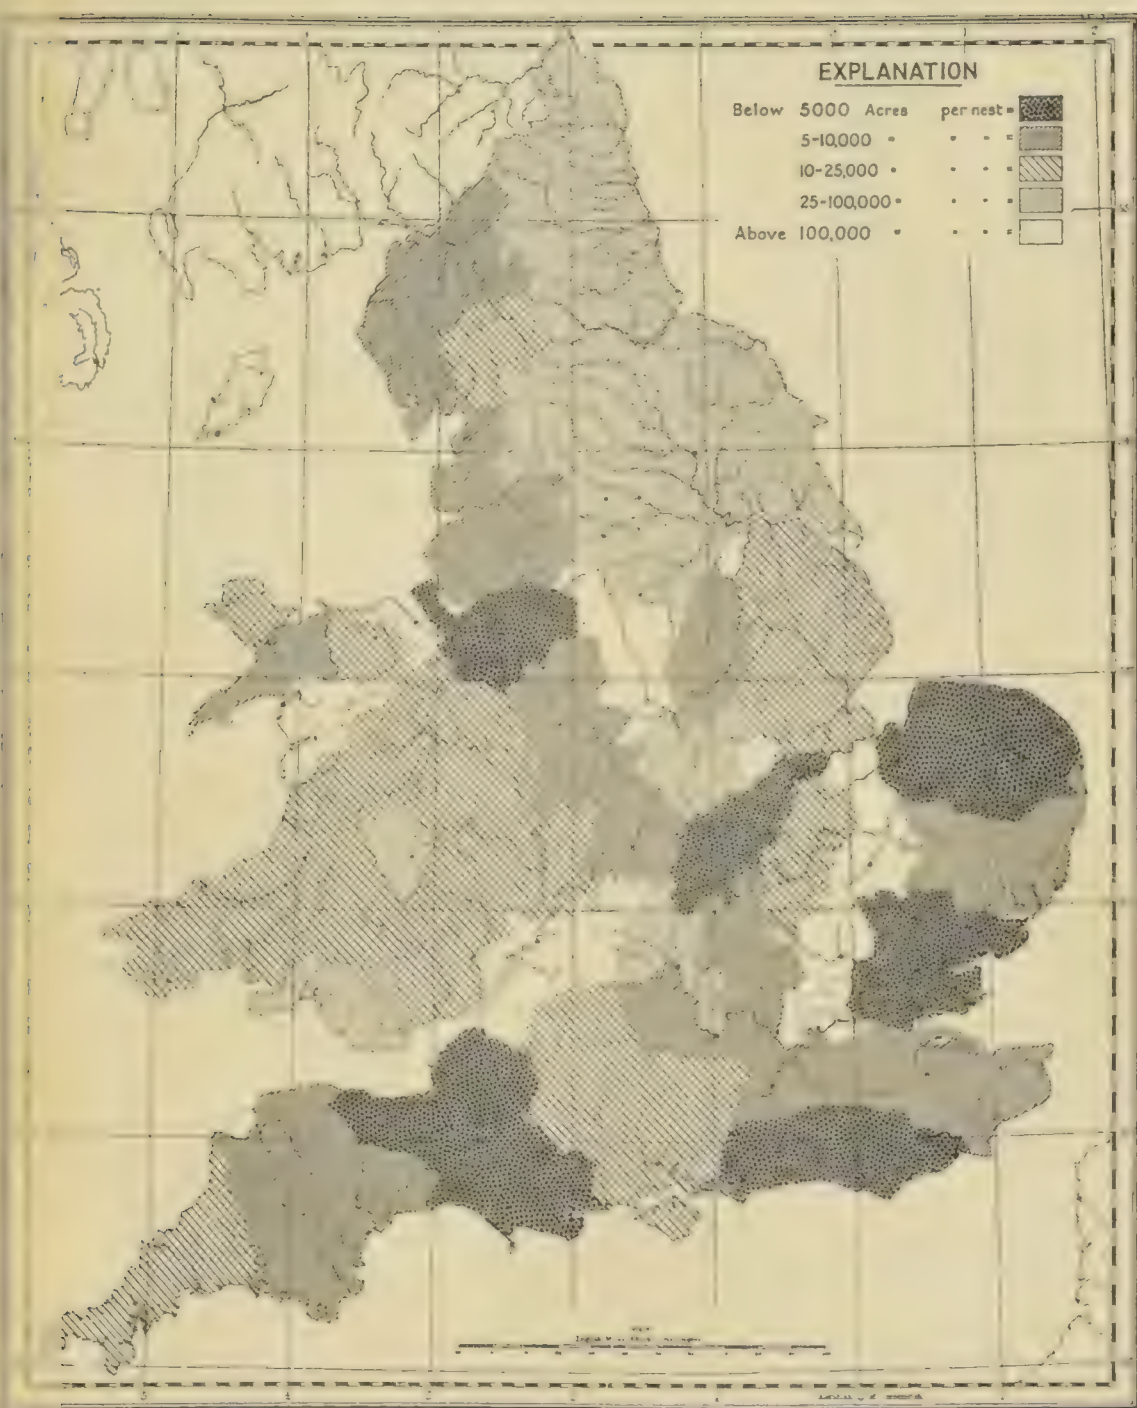 EXPLANATION
Below 5000 Acres per nest =
5-10,000 " " " =
10-25,000 " " " =
25-100,000 " " " =
Above 100,000 " " " =